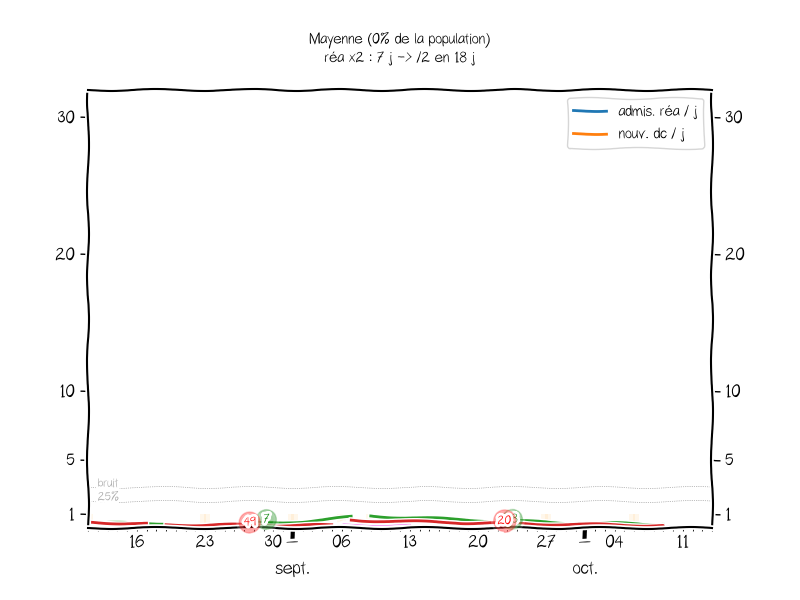 Mayenne (0% de la population)
réa x2 : 7 j -> /2 en 18 j
admis. réa / j
nouv. dc / j
30 30
20 20
10 10
5 5
bruit
25%
1 1
49 7 20
16 23 30 06 13 20 27 04 11
sept. oct.